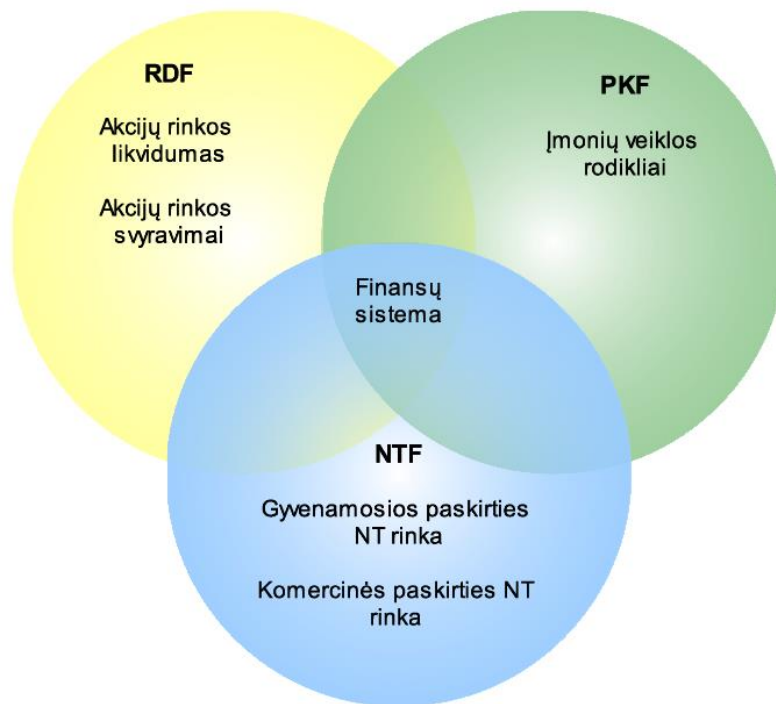 RDF
Akcijų rinkos
likvidumas
Akcijų rinkos
svyravimai
PKF
Įmonių veiklos
rodikliai
Finansų
sistema
NTF
Gyvenamosios paskirties
NT rinka
Komercinės paskirties NT
rinka